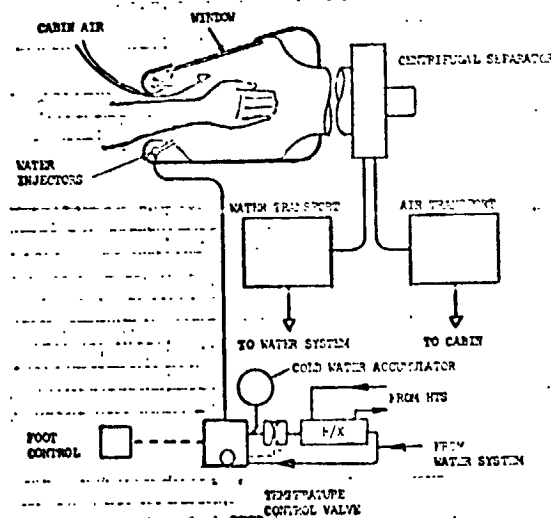 CABIN AIR
WINDOW
CENTRIFUGAL SEPARATOR
WATER
INJECTORS
WATER TRANSPORT
AIR TRANSPORT
TO WATER SYSTEM
TO CABIN
COLD WATER ACCUMULATOR
FROM HTS
H/X
FOOT
CONTROL
FROM
WATER SYSTEM
TEMPERATURE
CONTROL VALVE